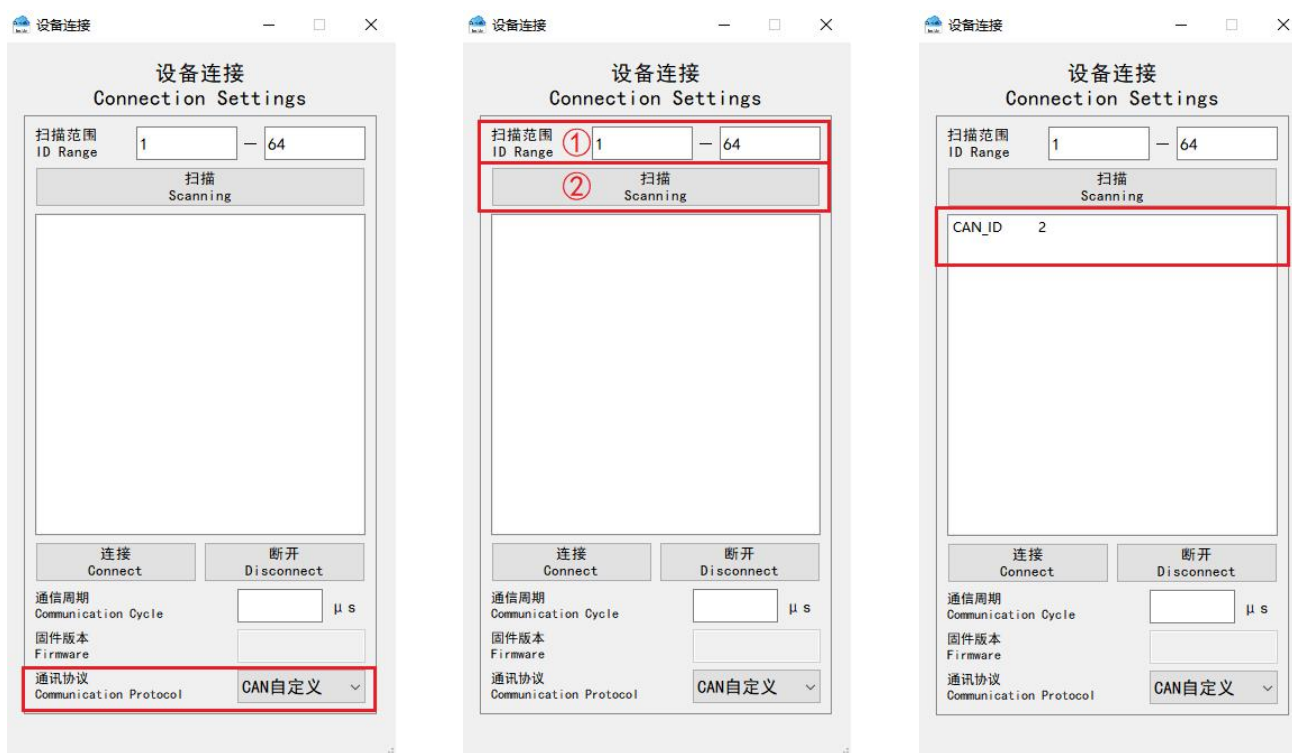 设备连接
设备连接
Connection Settings
扫描范围
ID Range
1
—
64
扫描
Scanning
连接
Connect
断开
Disconnect
通信周期
Communication Cycle
μs
固件版本
Firmware
通讯协议
Communication Protocol
CAN自定义
设备连接
设备连接
Connection Settings
扫描范围
ID Range
①
1
—
64
②
扫描
Scanning
连接
Connect
断开
Disconnect
通信周期
Communication Cycle
μs
固件版本
Firmware
通讯协议
Communication Protocol
CAN自定义
设备连接
设备连接
Connection Settings
扫描范围
ID Range
1
—
64
扫描
Scanning
CAN_ID 2
连接
Connect
断开
Disconnect
通信周期
Communication Cycle
μs
固件版本
Firmware
通讯协议
Communication Protocol
CAN自定义